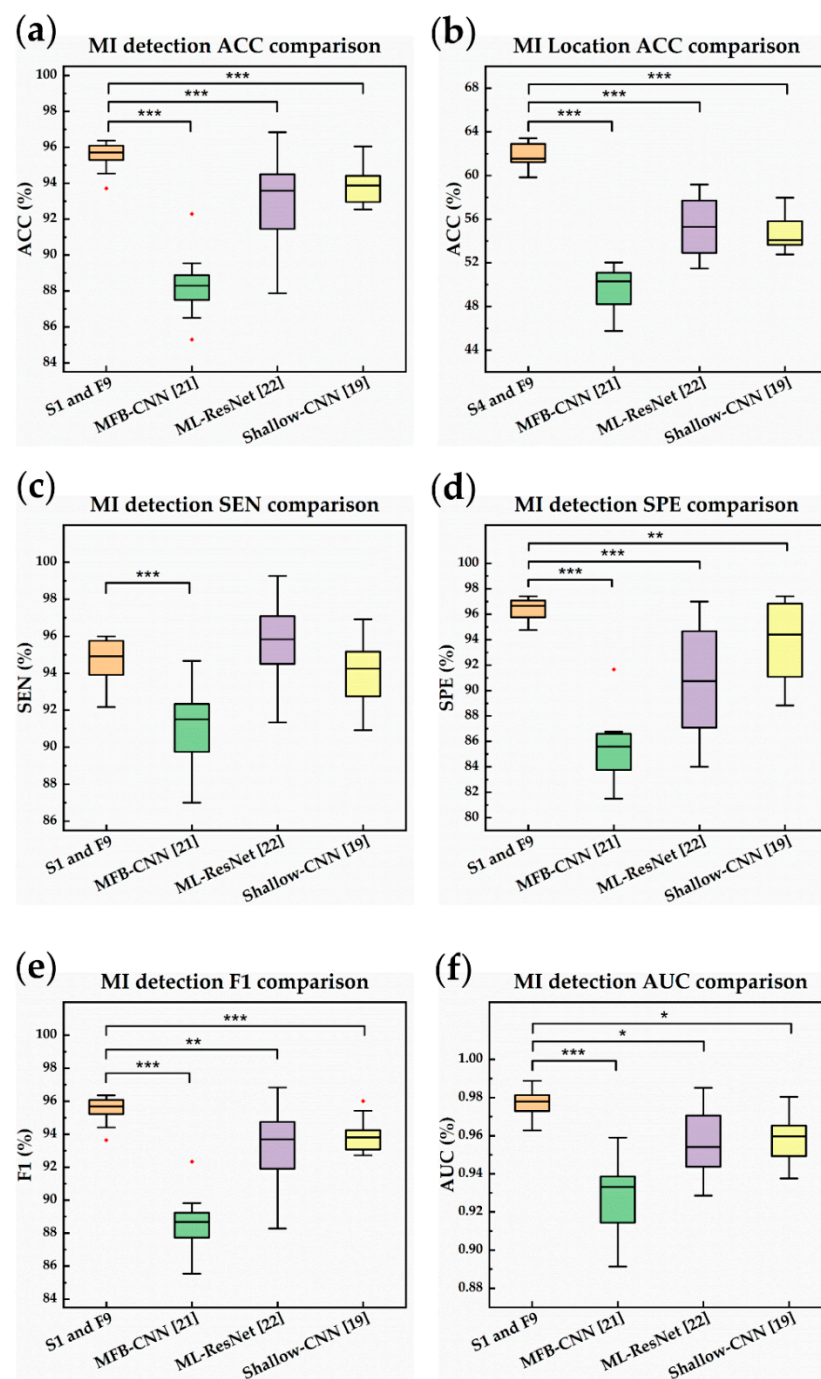 (a)
MI detection ACC comparison
***
***
***
ACC (%)
100
98
96
94
92
90
88
86
84
S1 and F9
MFB-CNN [21]
ML-ResNet [22]
Shallow-CNN [19]
(b)
MI Location ACC comparison
***
***
***
ACC (%)
68
64
60
56
52
48
44
S4 and F9
MFB-CNN [21]
ML-ResNet [22]
Shallow-CNN [19]
(c)
MI detection SEN comparison
***
SEN (%)
100
98
96
94
92
90
88
86
S1 and F9
MFB-CNN [21]
ML-ResNet [22]
Shallow-CNN [19]
(d)
MI detection SPE comparison
**
***
***
SPE (%)
100
98
96
94
92
90
88
86
84
82
80
S1 and F9
MFB-CNN [21]
ML-ResNet [22]
Shallow-CNN [19]
(e)
MI detection F1 comparison
***
**
***
F1 (%)
100
98
96
94
92
90
88
86
84
S1 and F9
MFB-CNN [21]
ML-ResNet [22]
Shallow-CNN [19]
(f)
MI detection AUC comparison
*
*
***
AUC (%)
1.00
0.98
0.96
0.94
0.92
0.90
0.88
S1 and F9
MFB-CNN [21]
ML-ResNet [22]
Shallow-CNN [19]